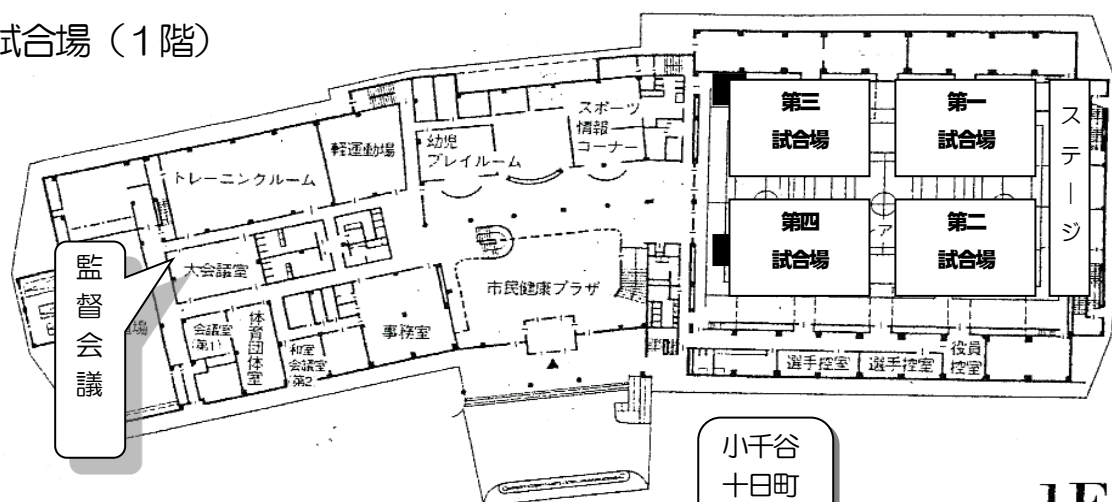 試合場（１階）
スポーツ
情報
コーナー
幼児
プレイルーム
軽運動場
トレーニングルーム
第三
試合場
第一
試合場
ステージ
第四
試合場
第二
試合場
監督会議
大会議室
市民健康プラザ
事務室
会議室
(第1)
体育団体室
和室
会議室
第2
選手控室
選手控室
役員
控室
小千谷
十日町